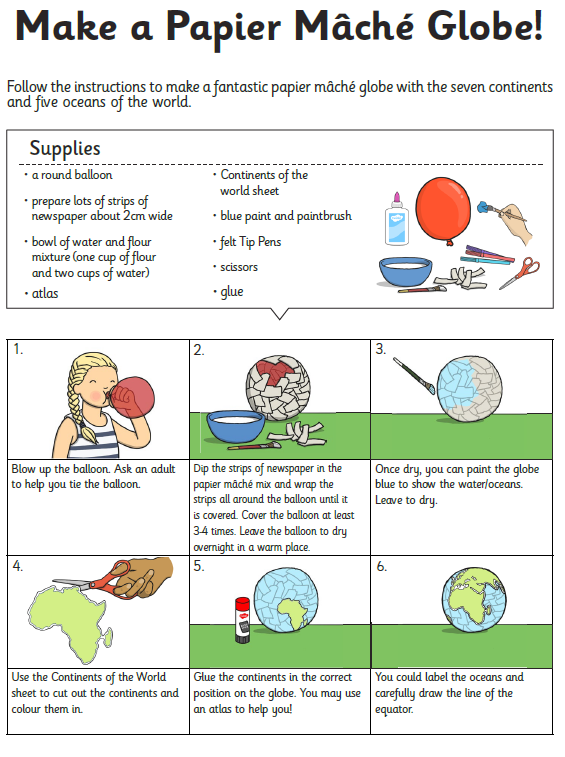 Make a Papier Mâché Globe!
Follow the instructions to make a fantastic papier mâché globe with the seven continents
and five oceans of the world.
Supplies
• a round balloon
• prepare lots of strips of
newspaper about 2cm wide
• bowl of water and flour
mixture (one cup of flour
and two cups of water)
• atlas
• Continents of the
world sheet
• blue paint and paintbrush
• felt Tip Pens
• scissors
• glue
1.
Blow up the balloon. Ask an adult
to help you tie the balloon.
2.
Dip the strips of newspaper in the
papier mâché mix and wrap the
strips all around the balloon until it
is covered. Cover the balloon at least
3-4 times. Leave the balloon to dry
overnight in a warm place.
3.
Once dry, you can paint the globe
blue to show the water/oceans.
Leave to dry.
4.
Use the Continents of the World
sheet to cut out the continents and
colour them in.
5.
Glue the continents in the correct
position on the globe. You may use
an atlas to help you!
6.
You could label the oceans and
carefully draw the line of the
equator.